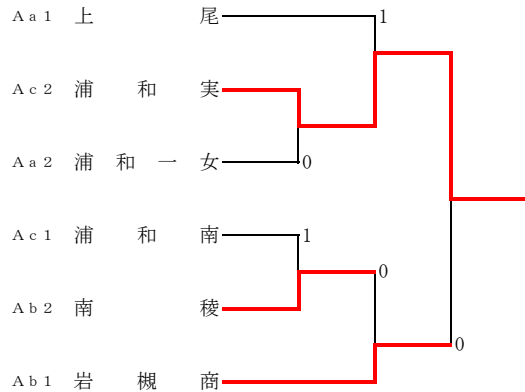 Ａａ１ 上尾 1
Ａｃ２ 浦和実
Ａａ２ 浦和一女 0
Ａｃ１ 浦和南 1
0
Ａｂ２ 南稜
0
Ａｂ１ 岩槻商